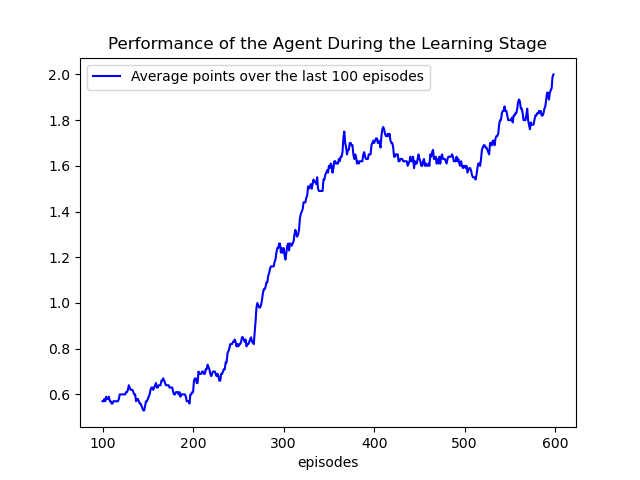 Performance of the Agent During the Learning Stage
Average points over the last 100 episodes
2.0
1.8
1.6
1.4
1.2
1.0
0.8
0.6
100 200 300 400 500 600
episodes